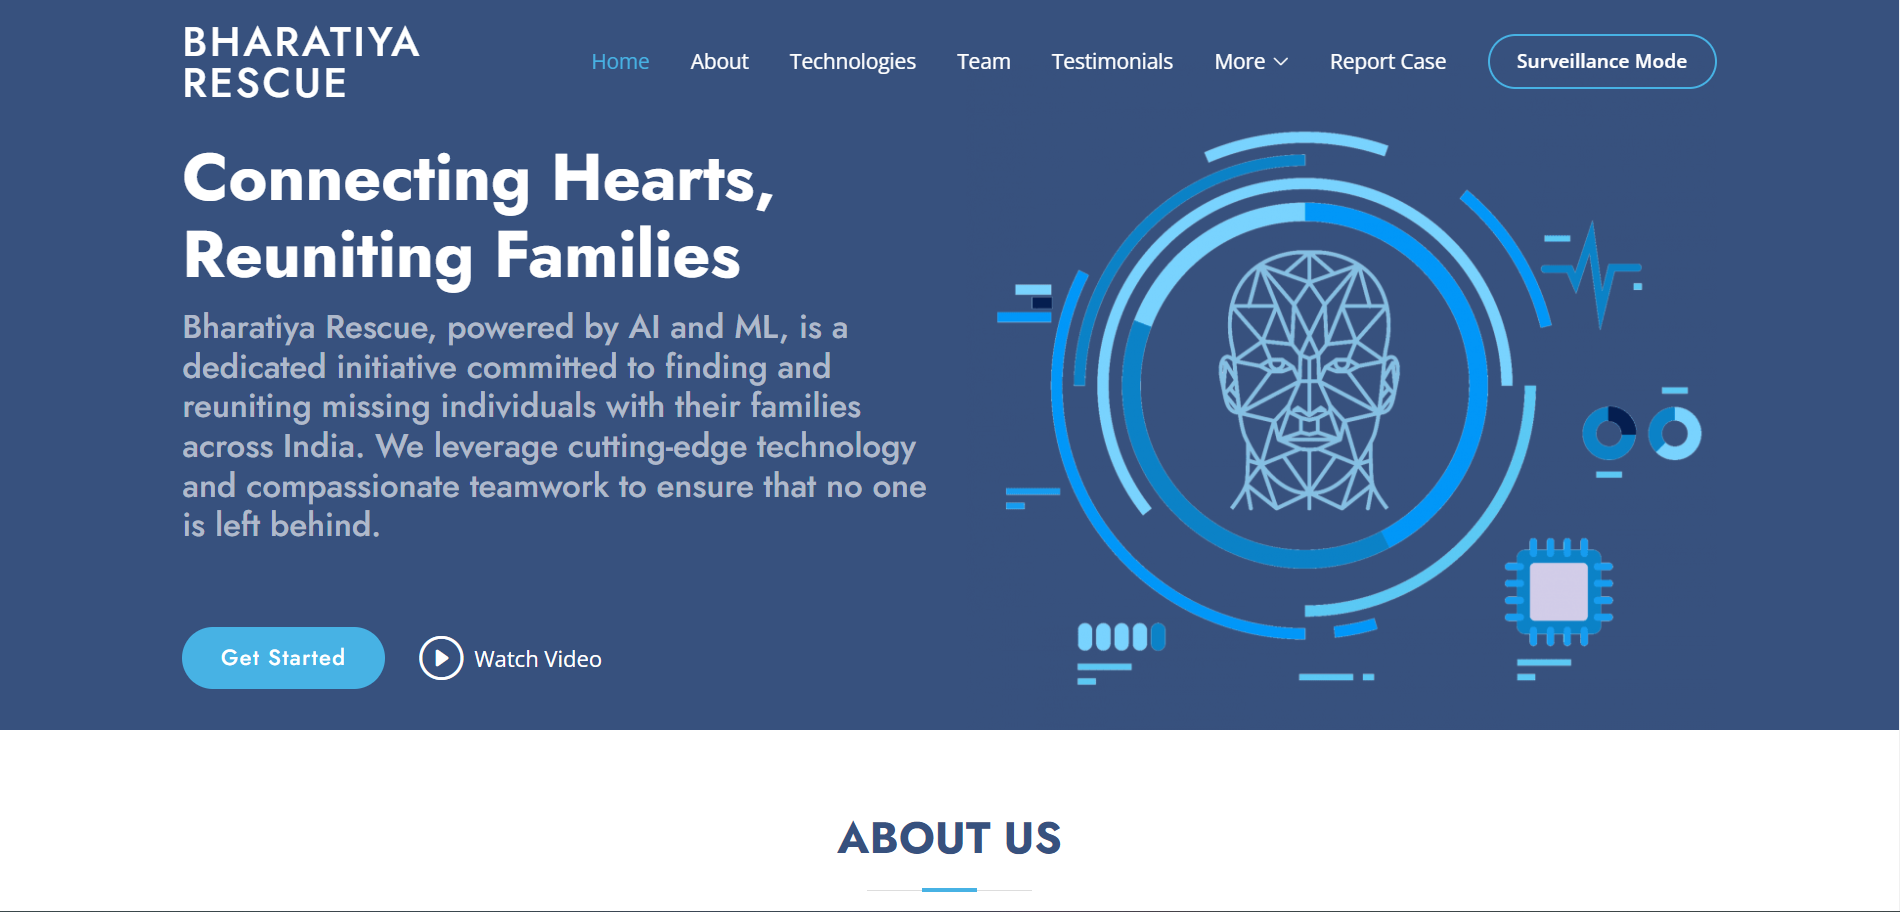 BHARATIYA
RESCUE
Home About Technologies Team Testimonials More Report Case Surveillance Mode
Connecting Hearts,
Reuniting Families
Bharatiya Rescue, powered by AI and ML, is a
dedicated initiative committed to finding and
reuniting missing individuals with their families
across India. We leverage cutting-edge technology
and compassionate teamwork to ensure that no one
is left behind.
Get Started Watch Video
ABOUT US